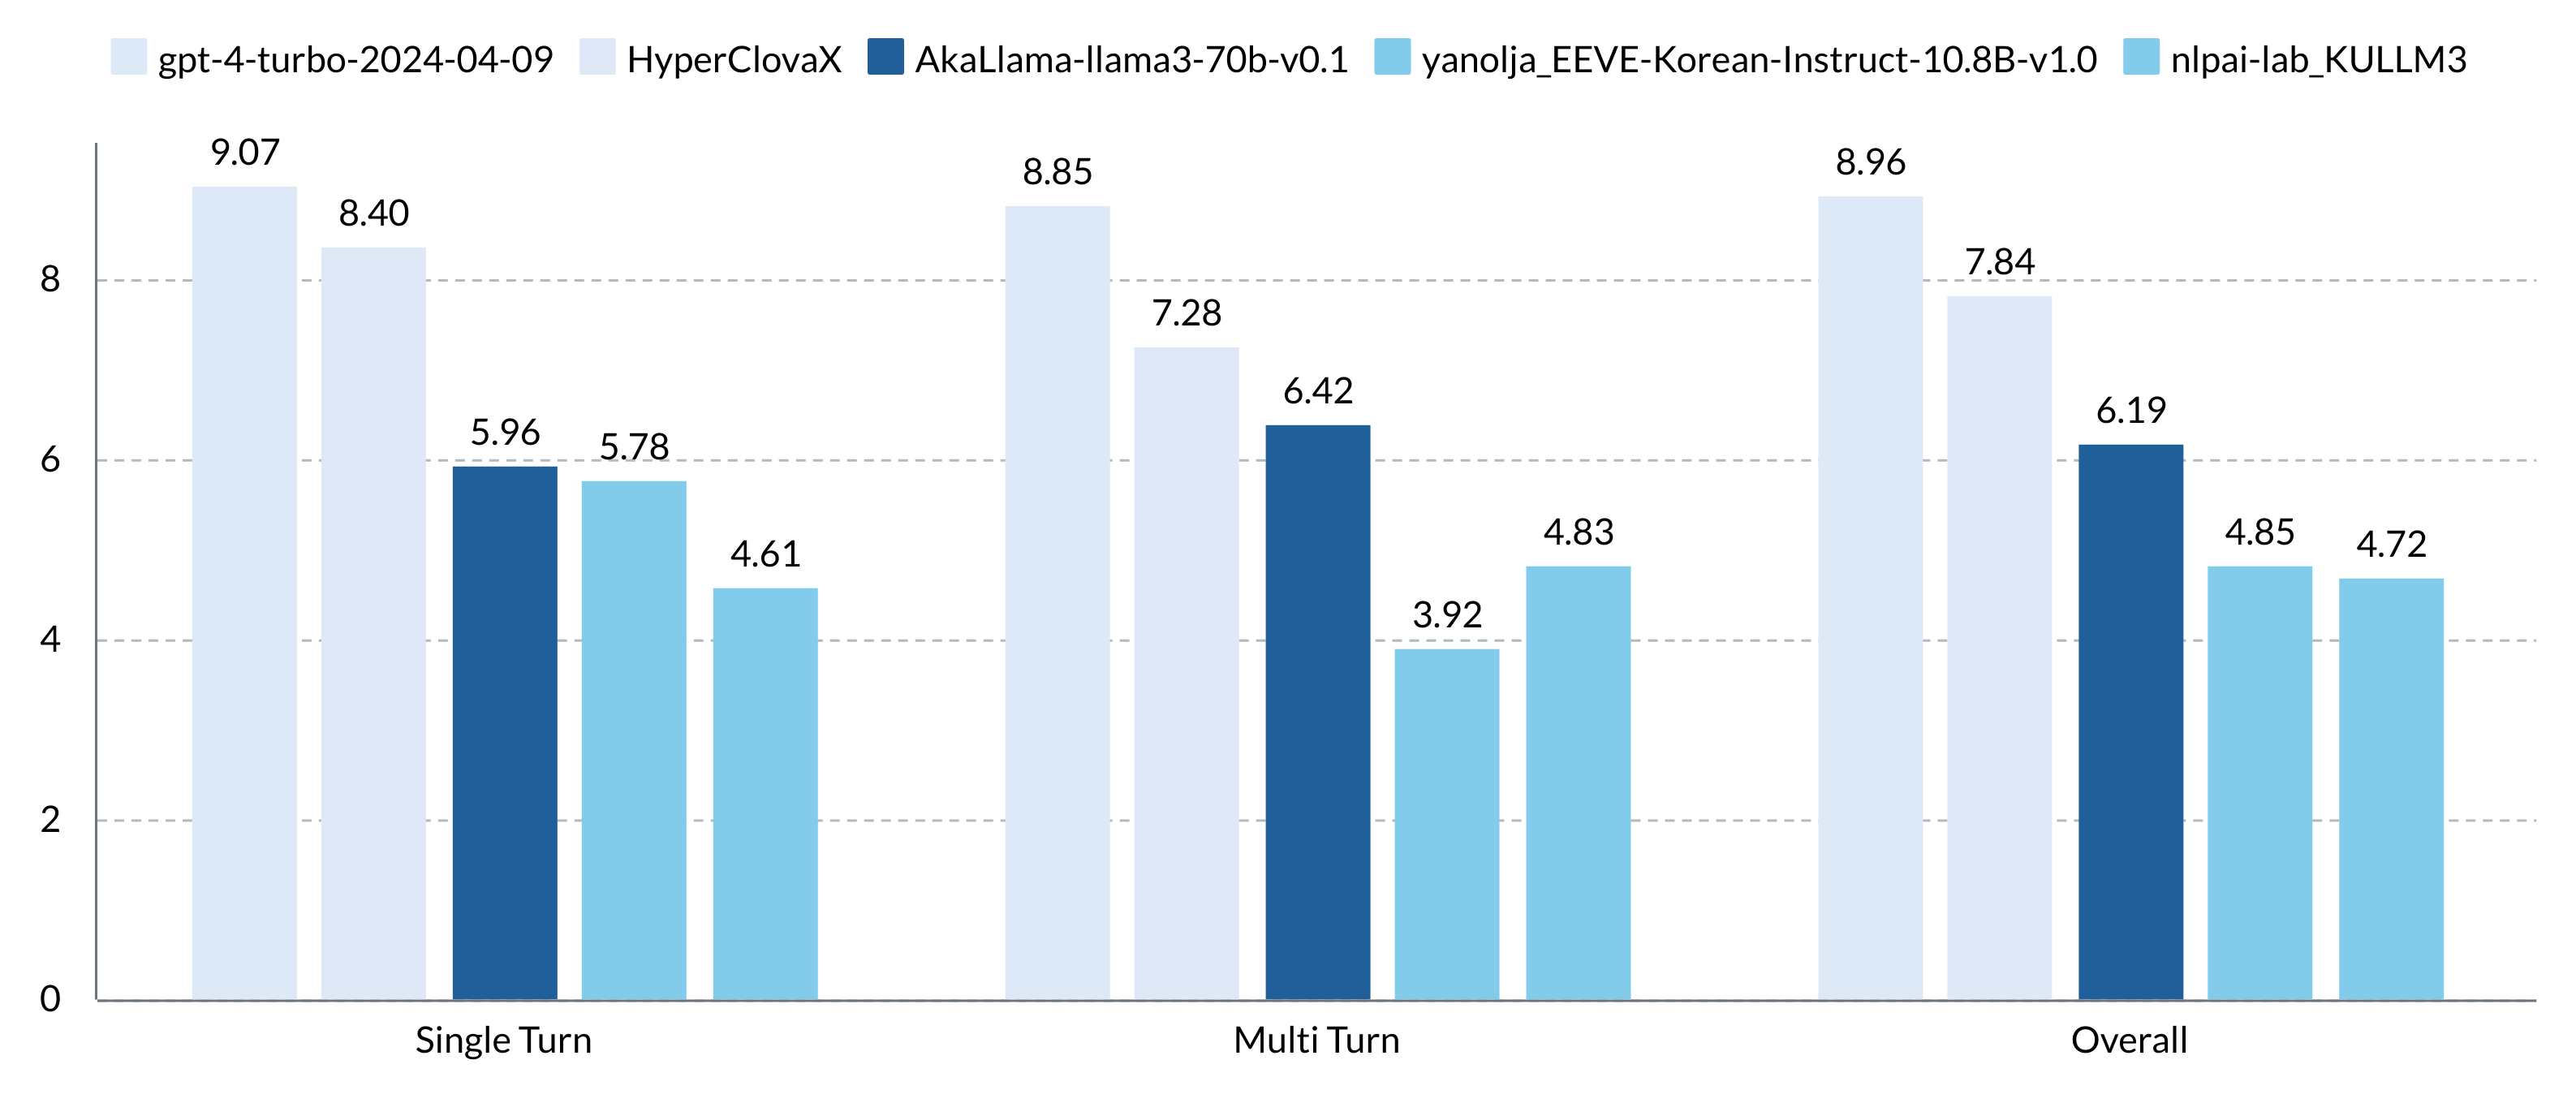 gpt-4-turbo-2024-04-09 HyperClovaX AkaLlama-llama3-70b-v0.1 yanolja_EEVE-Korean-Instruct-10.8B-v1.0 nlpai-lab_KULLM3
9.07 8.40 5.96 5.78 4.61
8.85 7.28 6.42 3.92 4.83
8.96 7.84 6.19 4.85 4.72
8
6
4
2
0
Single Turn Multi Turn Overall